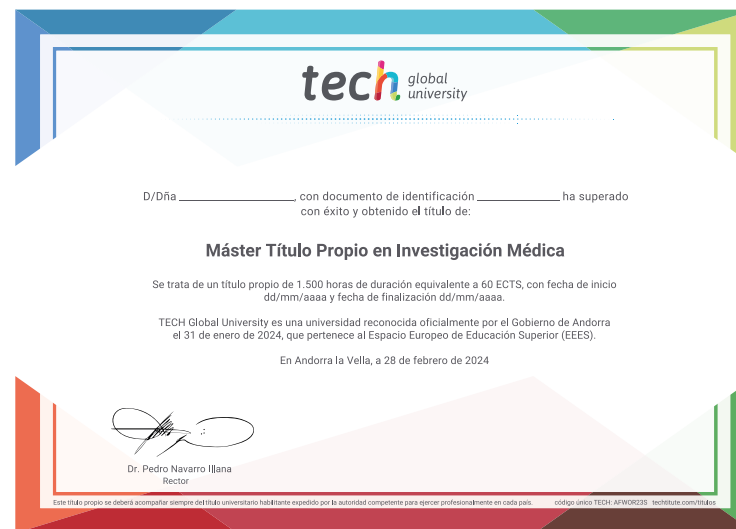 tech global university
D/Dña ____________, con documento de identificación ____________ ha superado
con éxito y obtenido el título de:
Máster Título Propio en Investigación Médica
Se trata de un título propio de 1.500 horas de duración equivalente a 60 ECTS, con fecha de inicio
dd/mm/aaaa y fecha de finalización dd/mm/aaaa.
TECH Global University es una universidad reconocida oficialmente por el Gobierno de Andorra
el 31 de enero de 2024, que pertenece al Espacio Europeo de Educación Superior (EEES).
En Andorra la Vella, a 28 de febrero de 2024
Dr. Pedro Navarro Illana
Rector
Este título propio se deberá acompañar siempre del título universitario habilitante expedido por la autoridad competente para ejercer profesionalmente en cada país. código único TECH: AFWOR23S techtitute.com/titulos